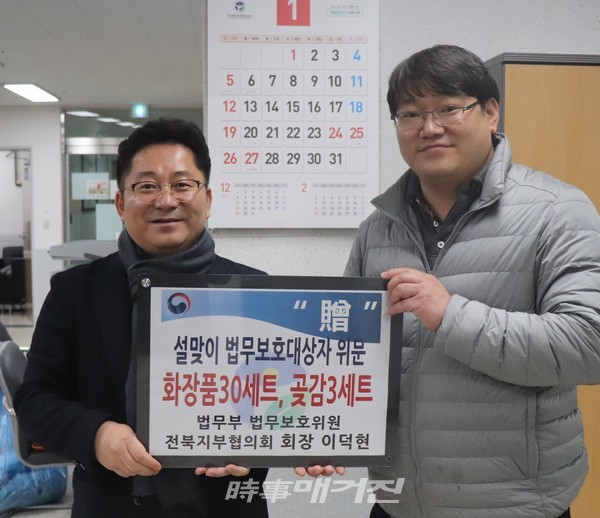 1
1 2 3 4
5 6 7 8 9 10 11
12 13 14 15 16 17 18
19 20 21 22 23 24 25
26 27 28 29 30 31
12 2
" 贈 "
설맞이 법무보호대상자 위문
화장품30세트, 곶감3세트
법무부 법무보호위원
전북지부협의회 회장 이덕현
時事매거진